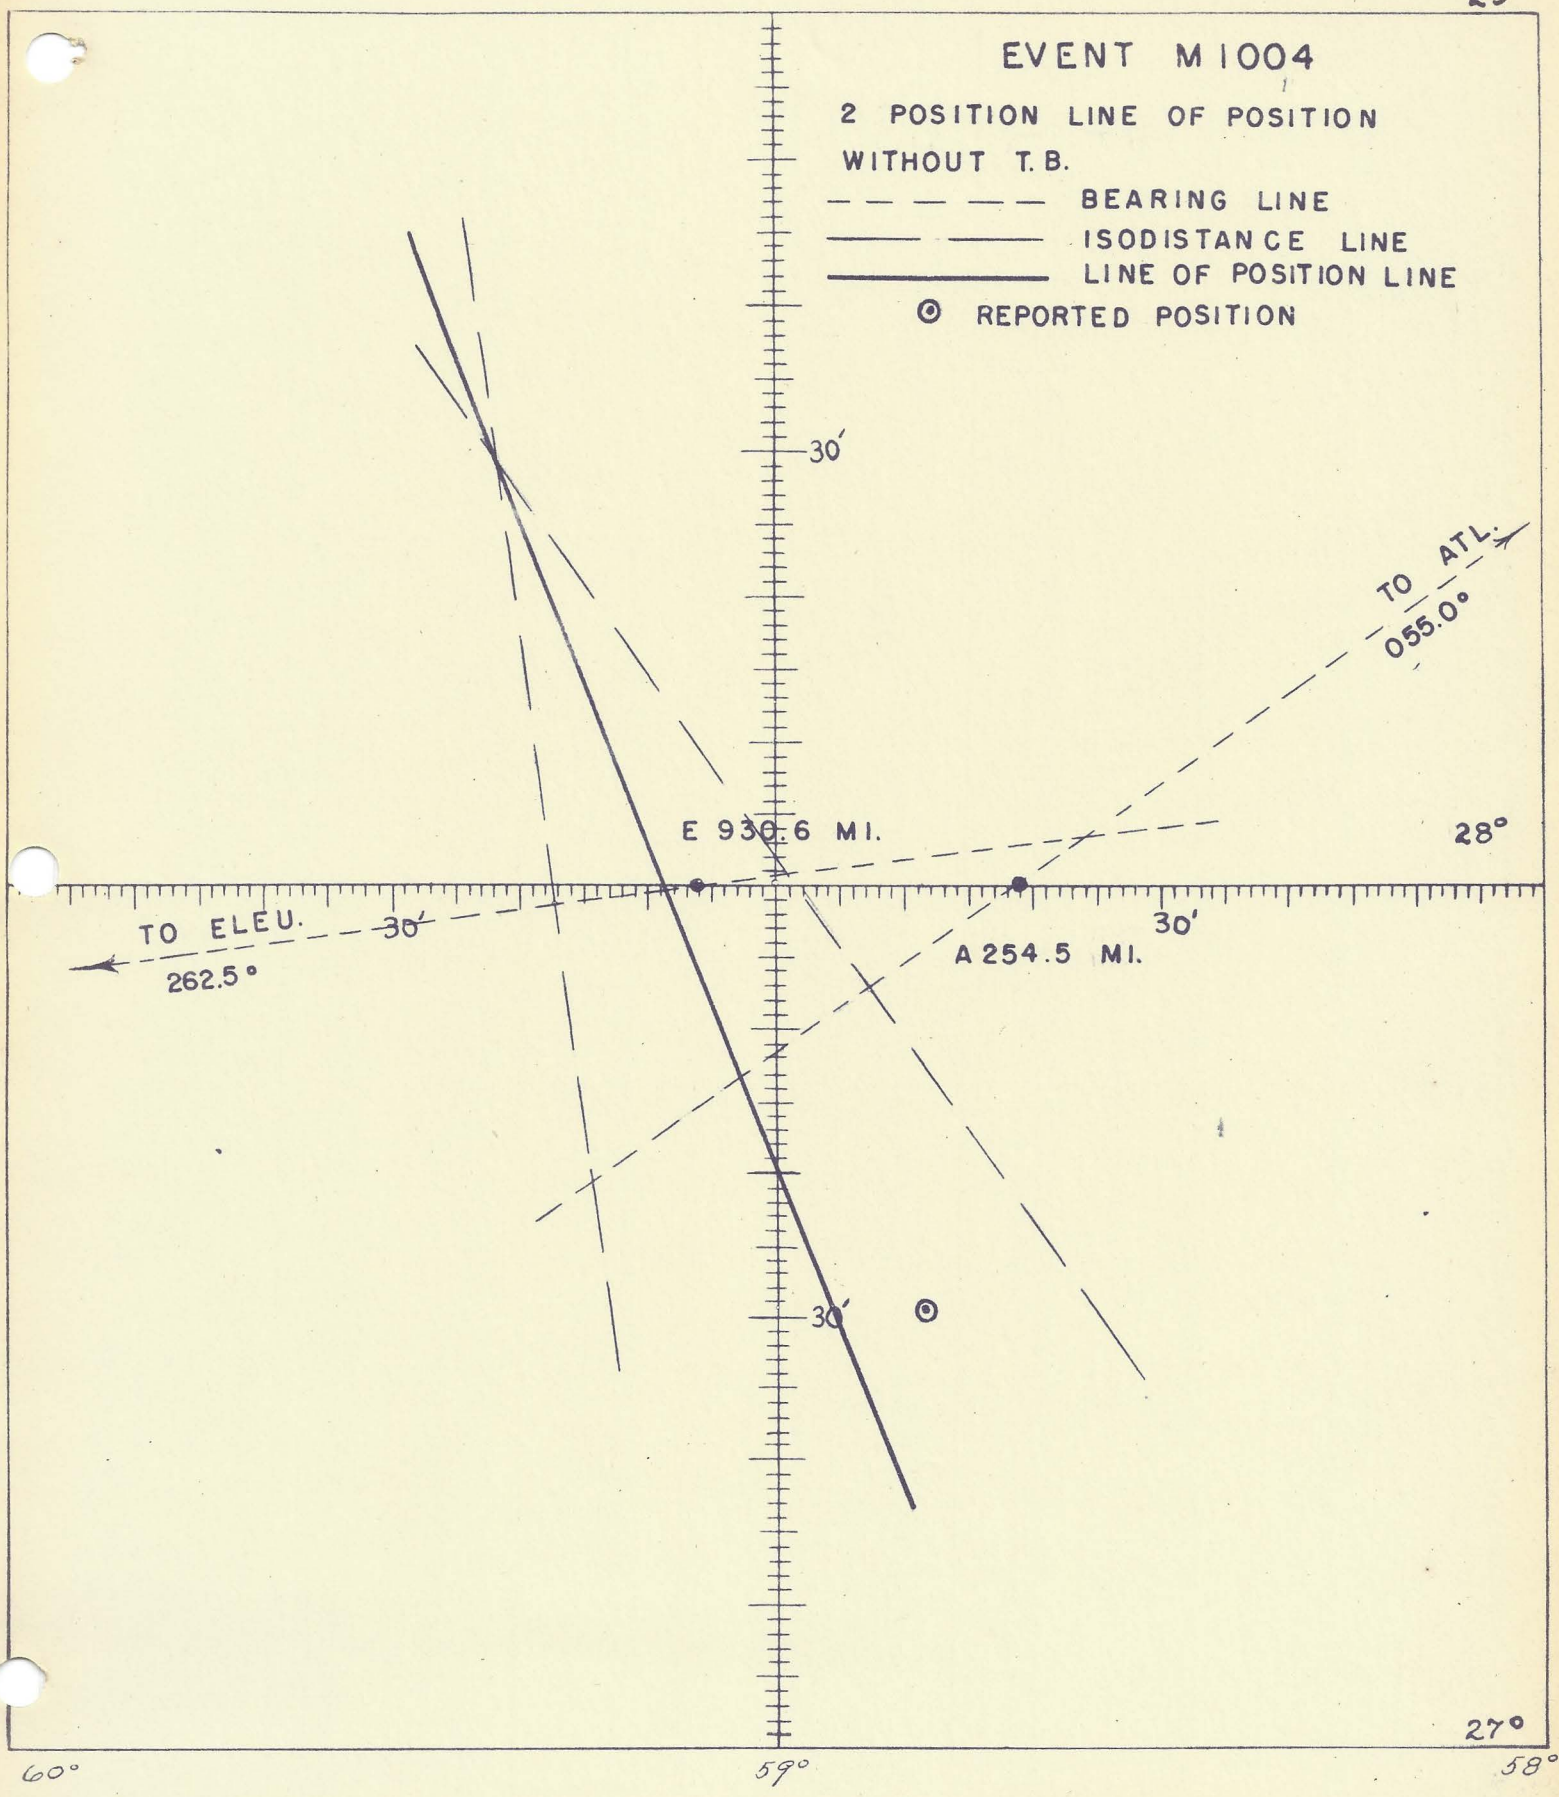 EVENT M1004
2 POSITION LINE OF POSITION
WITHOUT T.B.
BEARING LINE
ISODISTANCE LINE
LINE OF POSITION LINE
REPORTED POSITION
30′
TO ATL.
055.0°
E 930.6 MI.
28°
TO ELEU.
262.5°
30′
30′
A 254.5 MI.
30′
27°
60°
59°
58°